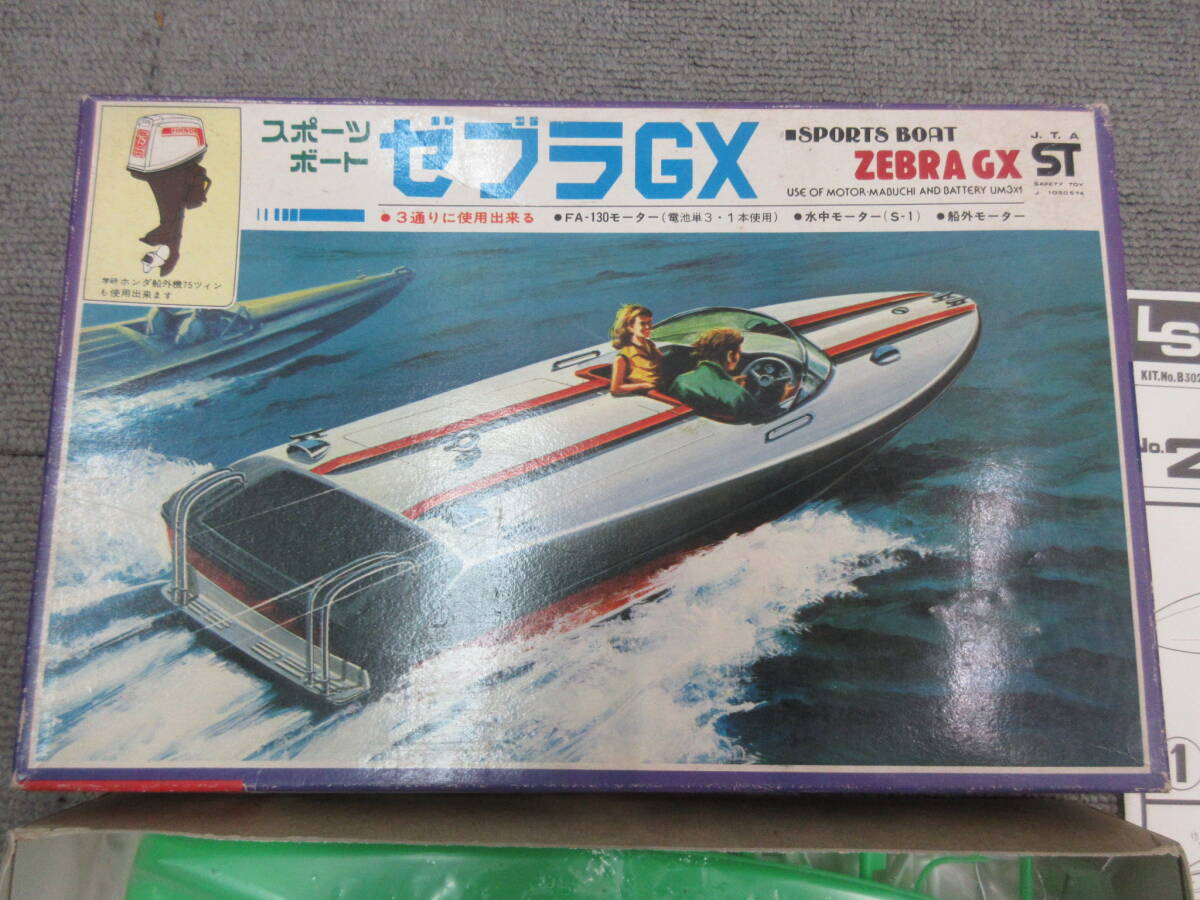 スポーツ
ボート
ゼブラGX
■SPORTS BOAT
ZEBRA GX
USE OF MOTOR·MABUCHI AND BATTERY UM3X1
J. T. A
ST
SAFETY TOY
●3通りに使用出来る
●FA-130モーター(電池単3・1本使用)
●水中モーター(S-1)
●船外モーター
学研ホンダ船外機75ツィン
も使用出来ます
LS
KIT.No.B302
No.2
1